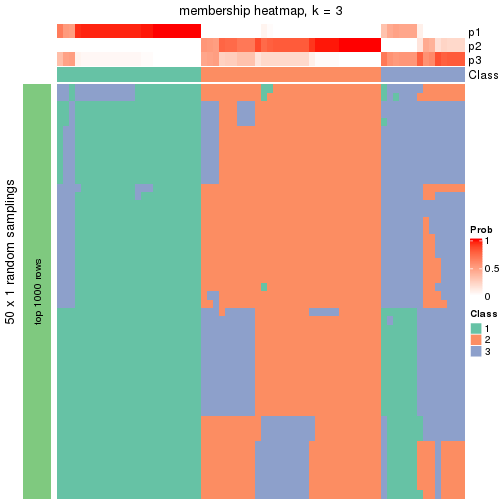 membership heatmap, k = 3
p1
p2
p3
Class
50 x 1 random samplings
top 1000 rows
Prob
1
0.5
0
Class
1
2
3